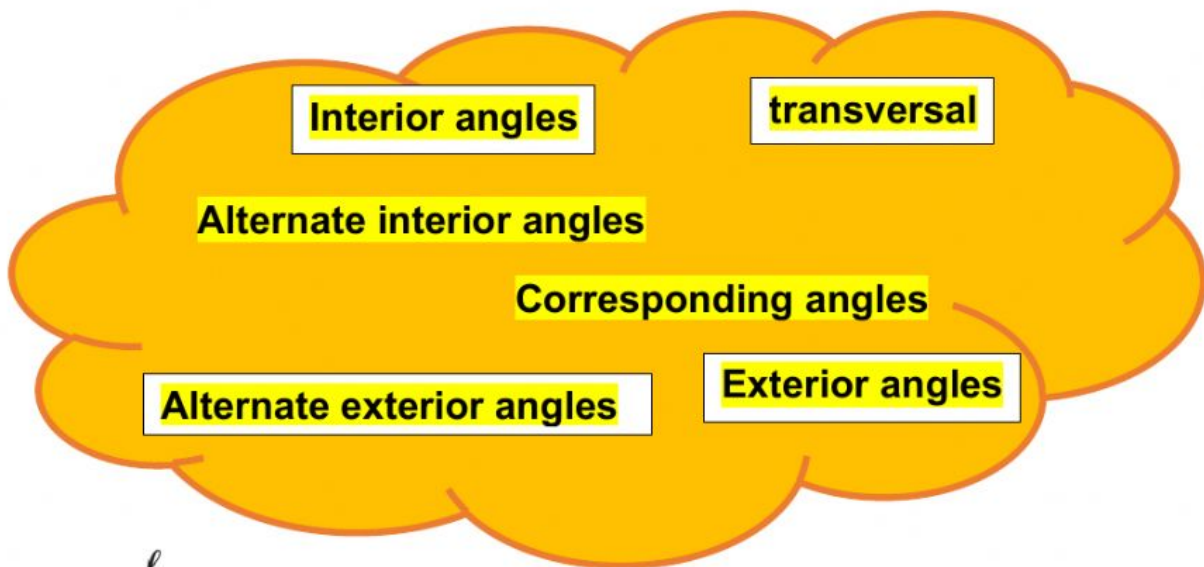 Interior angles
transversal
Alternate interior angles
Corresponding angles
Alternate exterior angles
Exterior angles
ℓ